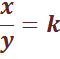 x/y = k